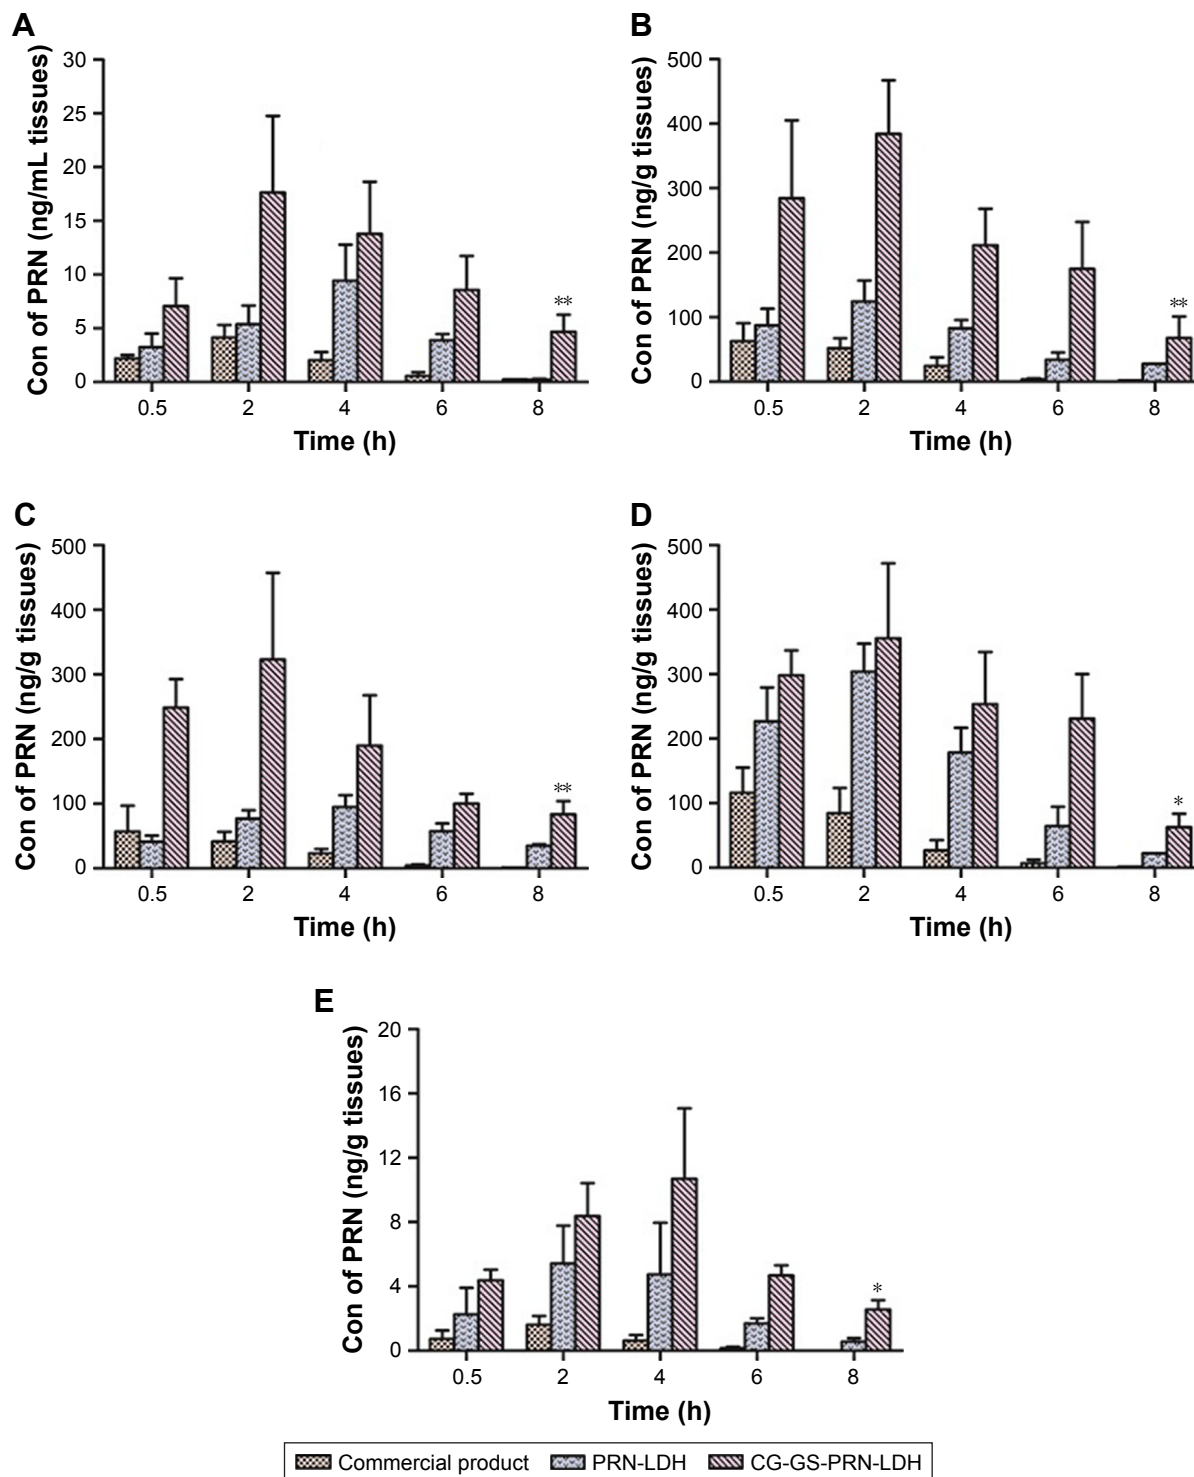 A
Con of PRN (ng/mL tissues)
30
25
20
15
10
5
0
**
0.5 2 4 6 8
Time (h)
B
Con of PRN (ng/g tissues)
500
400
300
200
100
0
**
0.5 2 4 6 8
Time (h)
C
Con of PRN (ng/g tissues)
500
400
300
200
100
0
**
0.5 2 4 6 8
Time (h)
D
Con of PRN (ng/g tissues)
500
400
300
200
100
0
*
0.5 2 4 6 8
Time (h)
E
Con of PRN (ng/g tissues)
20
16
12
8
4
0
*
0.5 2 4 6 8
Time (h)
Commercial product PRN-LDH CG-GS-PRN-LDH